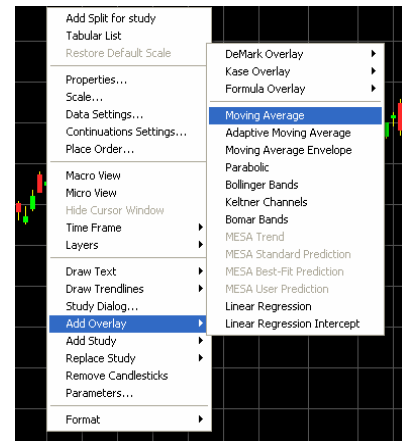 Add Split for study
Tabular List
Restore Default Scale
Properties...
Scale...
Data Settings...
Continuations Settings...
Place Order...
Macro View
Micro View
Hide Cursor Window
Time Frame
Layers
Draw Text
Draw Trendlines
Study Dialog...
Add Overlay
Add Study
Replace Study
Remove Candlesticks
Parameters...
Format
DeMark Overlay
Kase Overlay
Formula Overlay
Moving Average
Adaptive Moving Average
Moving Average Envelope
Parabolic
Bollinger Bands
Keltner Channels
Bomar Bands
MESA Trend
MESA Standard Prediction
MESA Best-Fit Prediction
MESA User Prediction
Linear Regression
Linear Regression Intercept